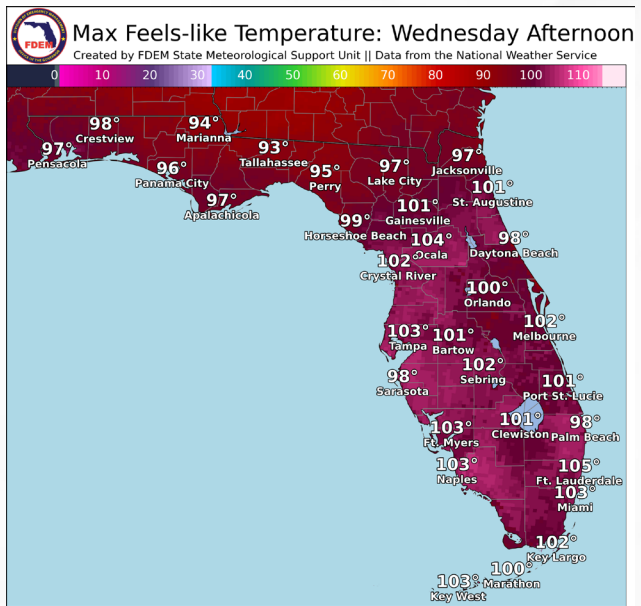 Max Feels-like Temperature: Wednesday Afternoon
FDEM
Created by FDEM State Meteorological Support Unit || Data from the National Weather Service
0 10 20 30 40 50 60 70 80 90 100 110
98°
Crestview
94°
Marianna
97°
Pensacola
93°
Tallahassee
97°
Jacksonville
96°
Panama City
95°
Perry
97°
Lake City
101°
St. Augustine
97°
Apalachicola
101°
Gainesville
99°
Horseshoe Beach
104°
Ocala
98°
Daytona Beach
102°
Crystal River
100°
Orlando
102°
Melbourne
103°
Tampa
101°
Bartow
102°
Sebring
98°
Sarasota
101°
Port St. Lucie
101°
Clewiston
98°
Palm Beach
103°
Ft. Myers
103°
Naples
105°
Ft. Lauderdale
103°
Miami
102°
Key Largo
100°
Marathon
103°
Key West